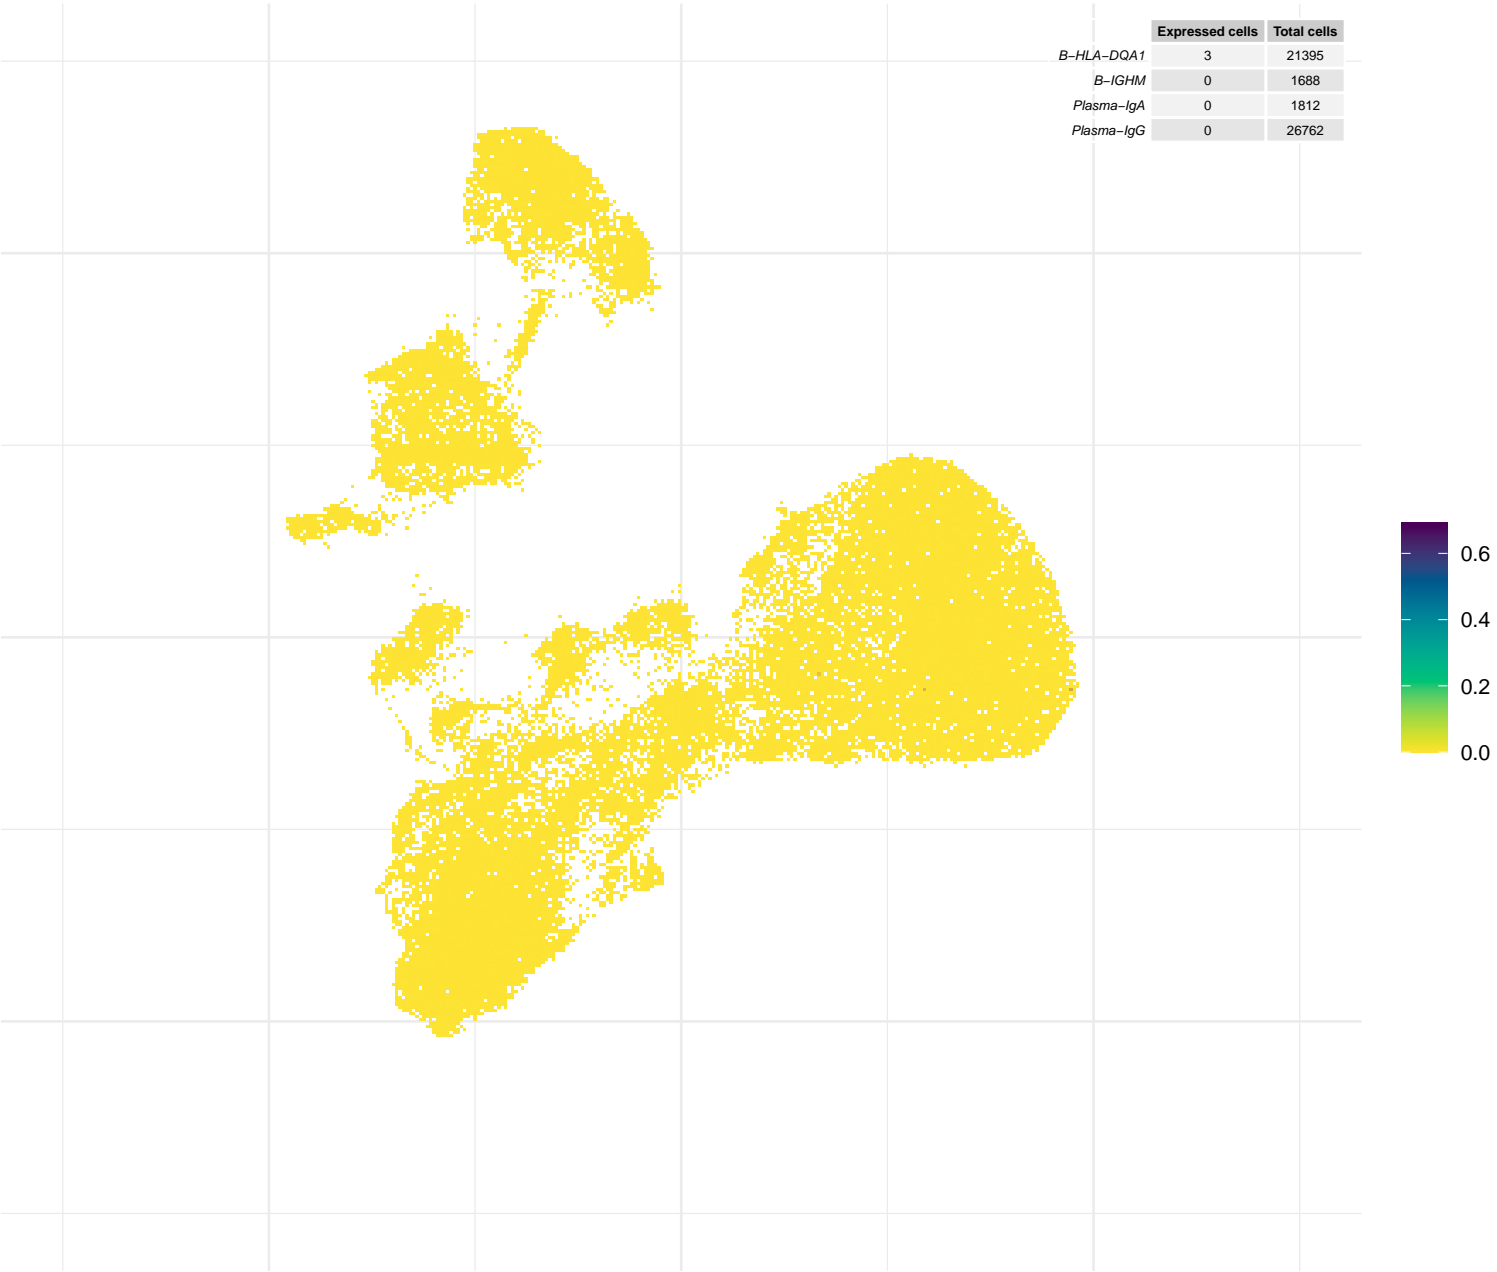 Expressed cells Total cells
B−HLA−DQA1 3 21395
B−IGHM 0 1688
Plasma−IgA 0 1812
Plasma−IgG 0 26762
0.6
0.4
0.2
0.0